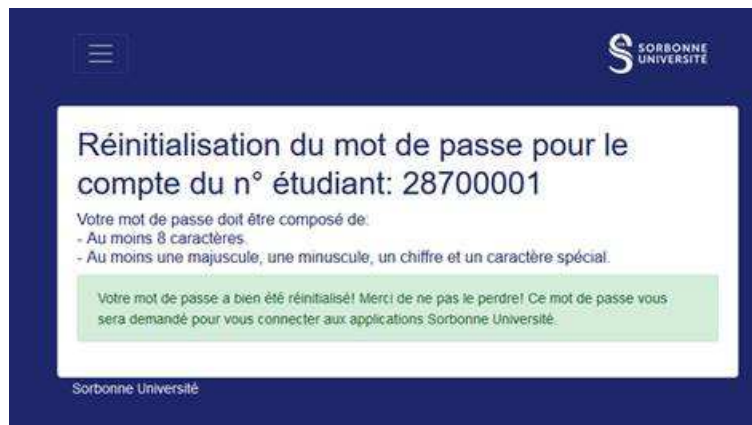 SORBONNE
UNIVERSITÉ
Réinitialisation du mot de passe pour le
compte du n° étudiant: 28700001
Votre mot de passe doit être composé de:
- Au moins 8 caractères.
- Au moins une majuscule, une minuscule, un chiffre et un caractère spécial.
Votre mot de passe a bien été réinitialisé! Merci de ne pas le perdre! Ce mot de passe vous
sera demandé pour vous connecter aux applications Sorbonne Université.
Sorbonne Université